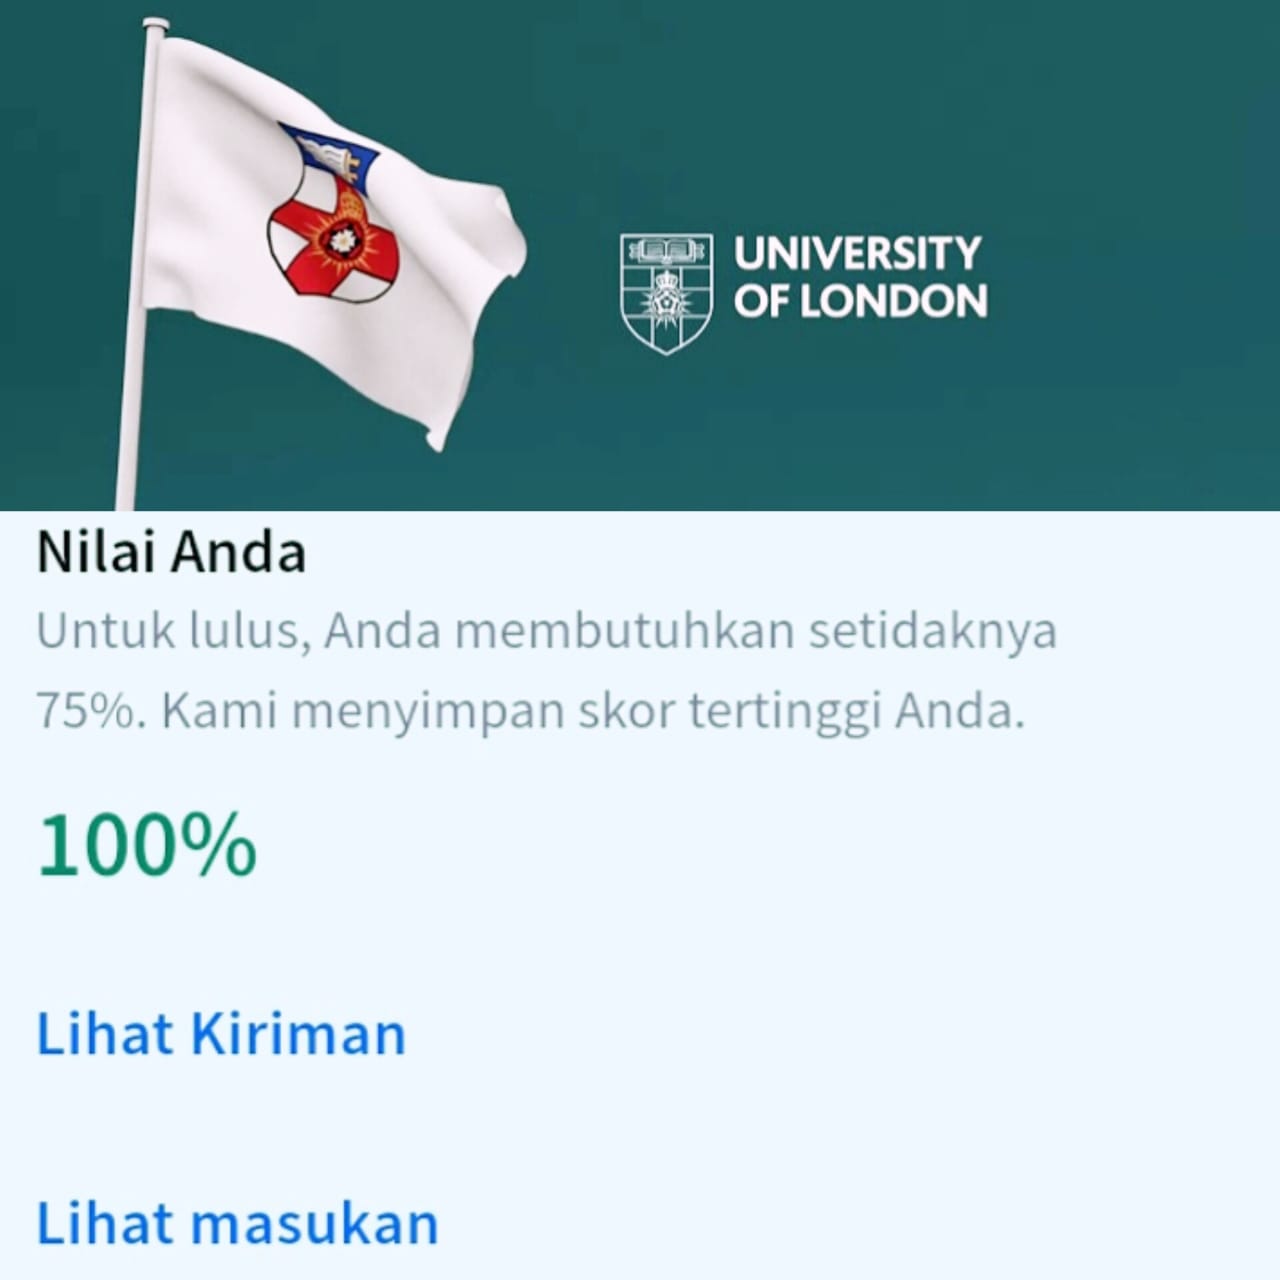 UNIVERSITY
OF LONDON
Nilai Anda
Untuk lulus, Anda membutuhkan setidaknya
75%. Kami menyimpan skor tertinggi Anda.
100%
Lihat Kiriman
Lihat masukan